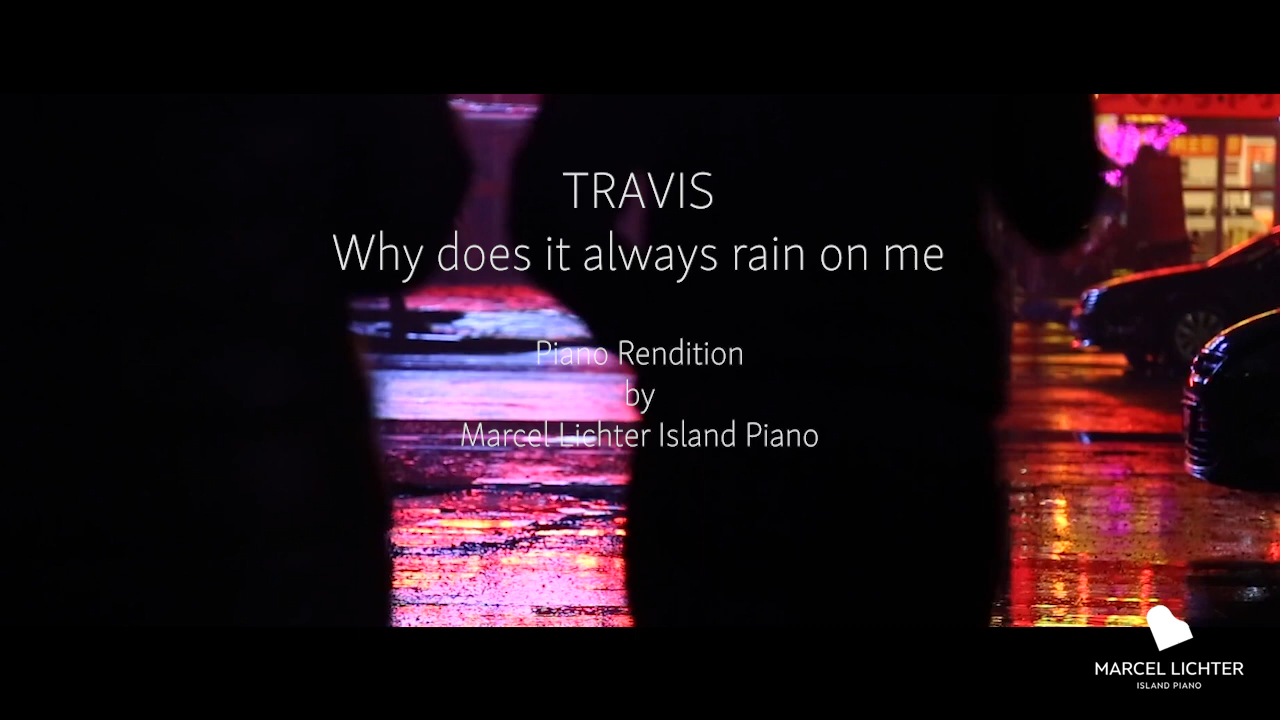 TRAVIS
Why does it always rain on me
Piano Rendition
by
Marcel Lichter Island Piano
MARCEL LICHTER
ISLAND PIANO